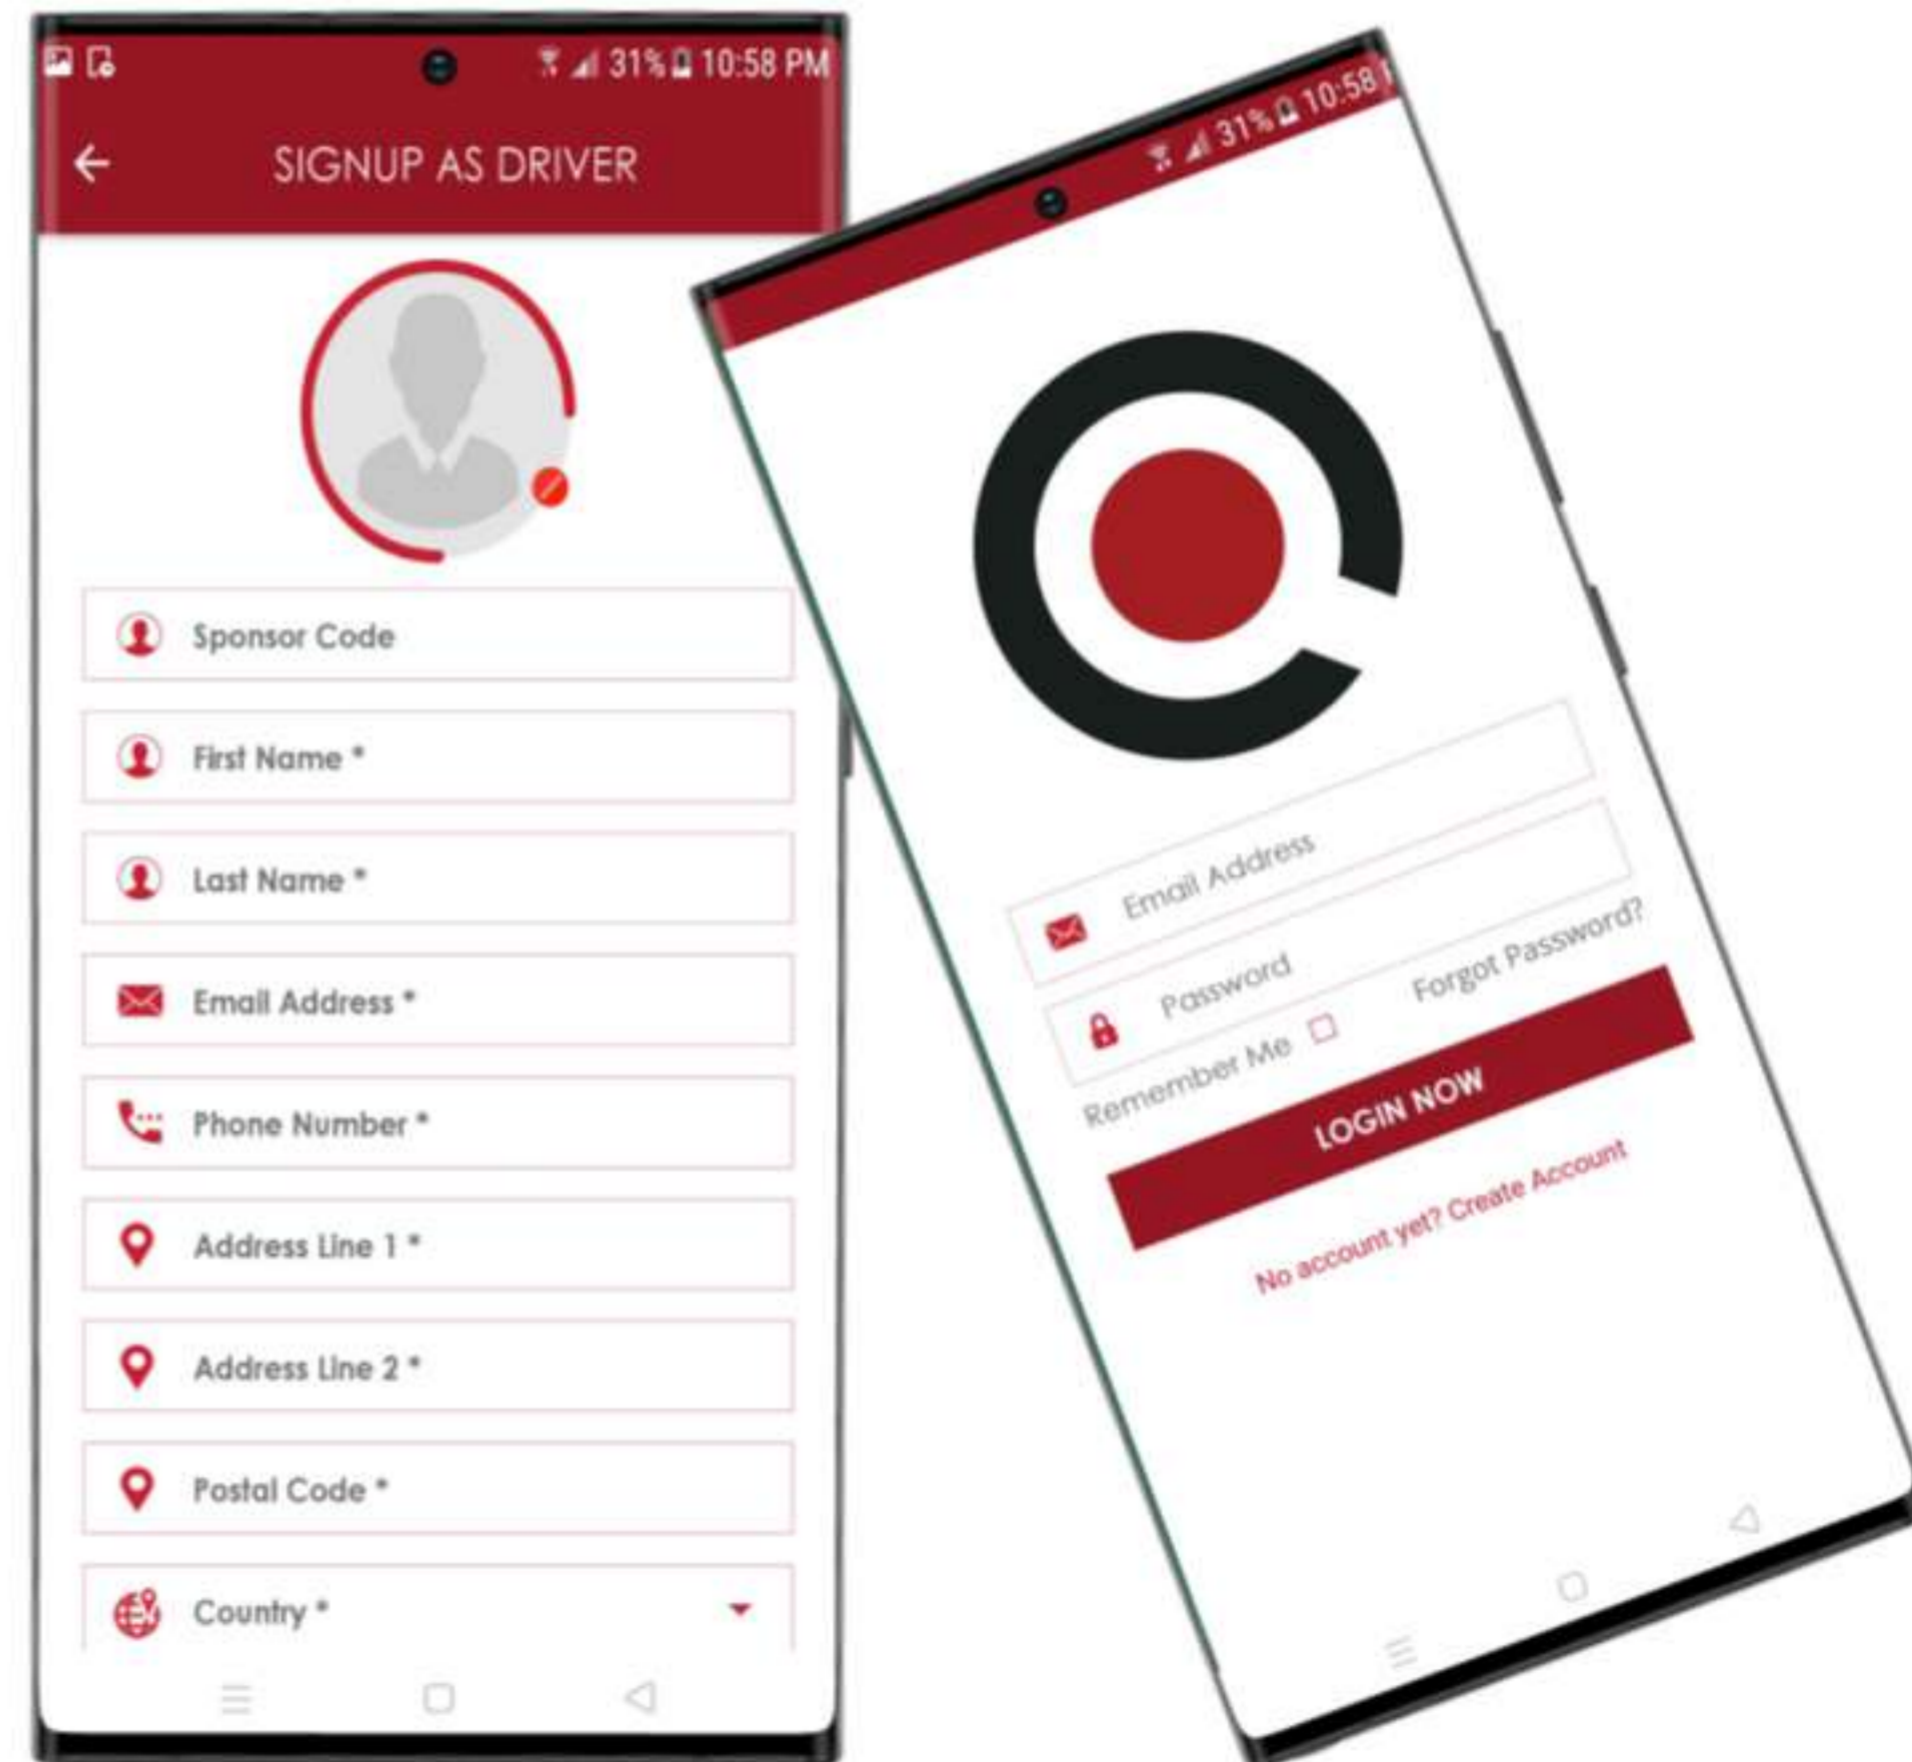 31% 10:58 PM
SIGNUP AS DRIVER
Sponsor Code
First Name *
Last Name *
Email Address *
Phone Number *
Address Line 1 *
Address Line 2 *
Postal Code *
Country *
31% 10:58
Email Address
Password
Remember Me
Forgot Password?
LOGIN NOW
No account yet? Create Account